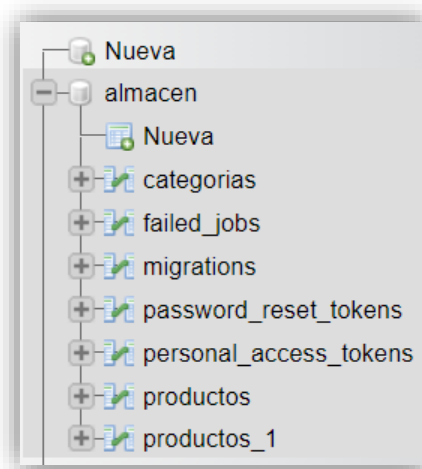 Nueva
almacen
Nueva
categorias
failed_jobs
migrations
password_reset_tokens
personal_access_tokens
productos
productos_1